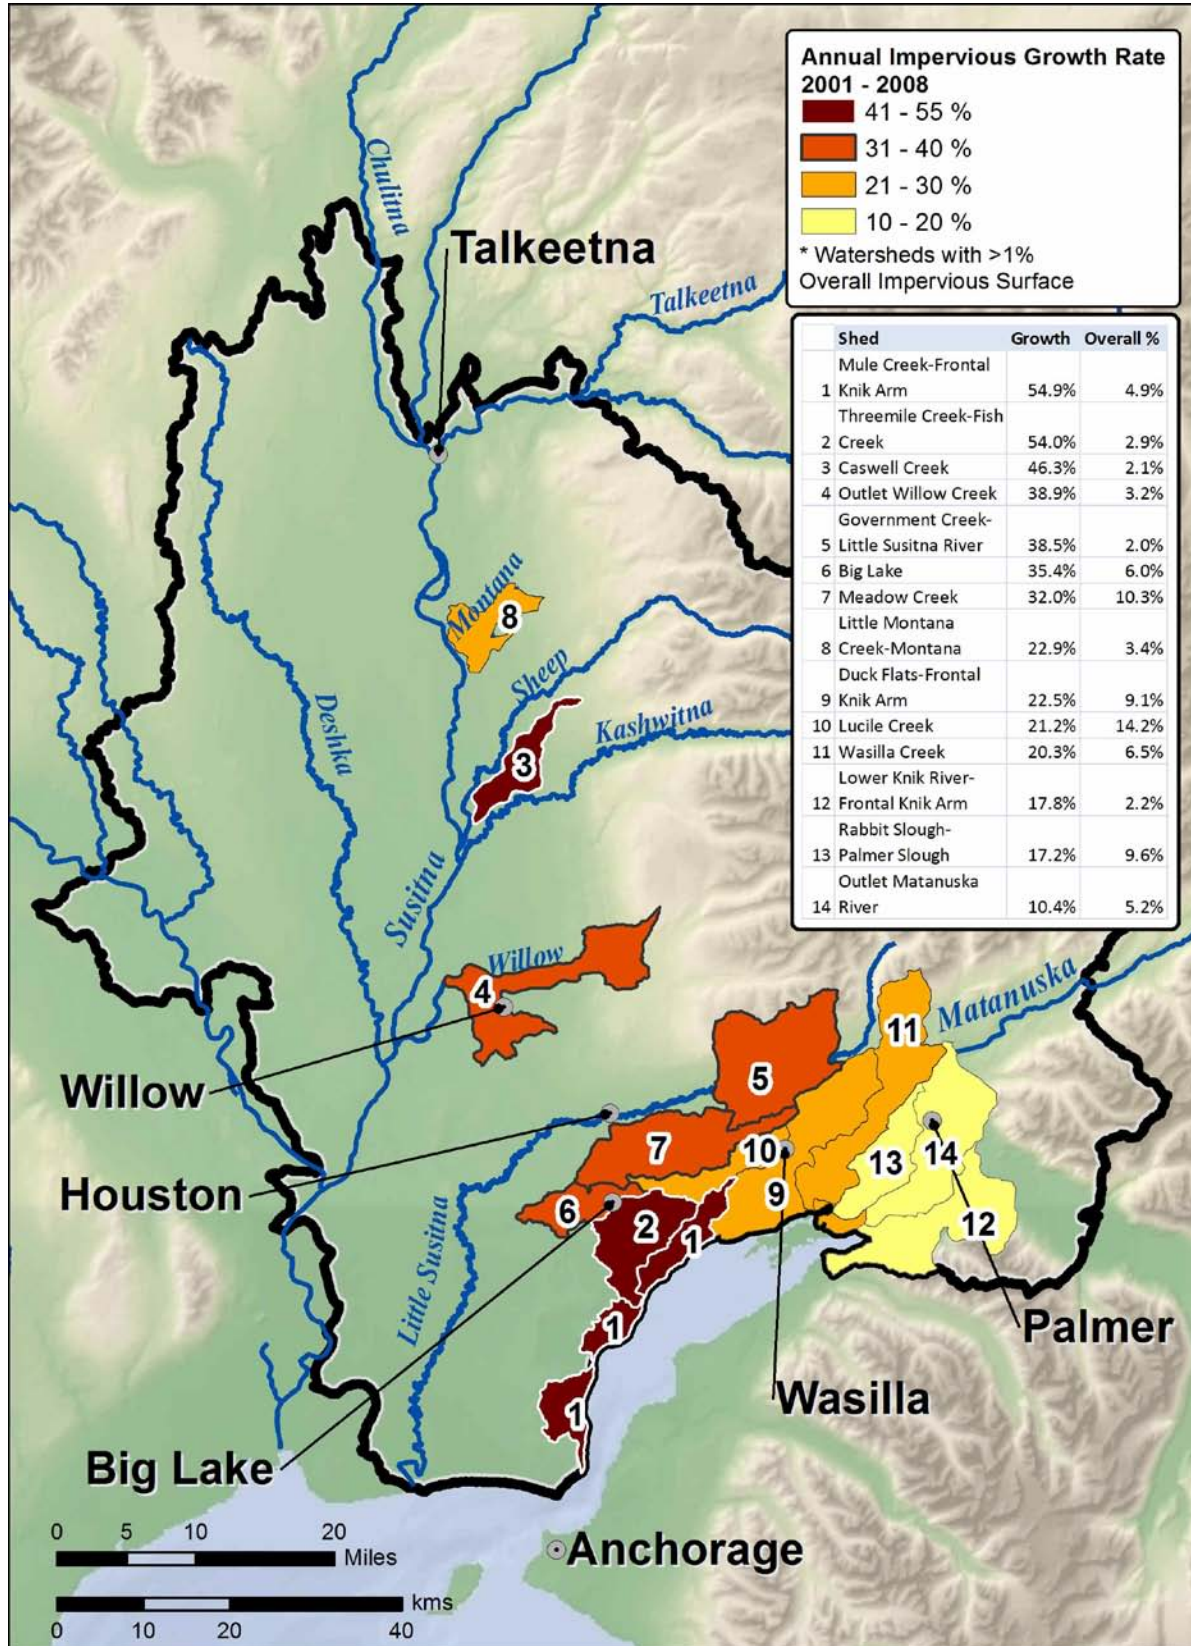 Annual Impervious Growth Rate
2001 - 2008
41 - 55 %
31 - 40 %
21 - 30 %
10 - 20 %
* Watersheds with >1%
Overall Impervious Surface
Shed Growth Overall %
Mule Creek-Frontal
1 Knik Arm 54.9% 4.9%
Threemile Creek-Fish
2 Creek 54.0% 2.9%
3 Caswell Creek 46.3% 2.1%
4 Outlet Willow Creek 38.9% 3.2%
Government Creek-
5 Little Susitna River 38.5% 2.0%
6 Big Lake 35.4% 6.0%
7 Meadow Creek 32.0% 10.3%
Little Montana
8 Creek-Montana 22.9% 3.4%
Duck Flats-Frontal
9 Knik Arm 22.5% 9.1%
10 Lucile Creek 21.2% 14.2%
11 Wasilla Creek 20.3% 6.5%
Lower Knik River-
12 Frontal Knik Arm 17.8% 2.2%
Rabbit Slough-
13 Palmer Slough 17.2% 9.6%
Outlet Matanuska
14 River 10.4% 5.2%
Chulitna
Talkeetna
Talkeetna
Montana
8
Sheep
Kashwitna
3
Deshka
Susitna
Willow
4
Matanuska
11
5
Willow
7
10
13
14
Houston
6
2
9
12
1
Little Susitna
1
Palmer
Wasilla
1
Big Lake
0 5 10 20
Miles
Anchorage
kms
0 10 20 40